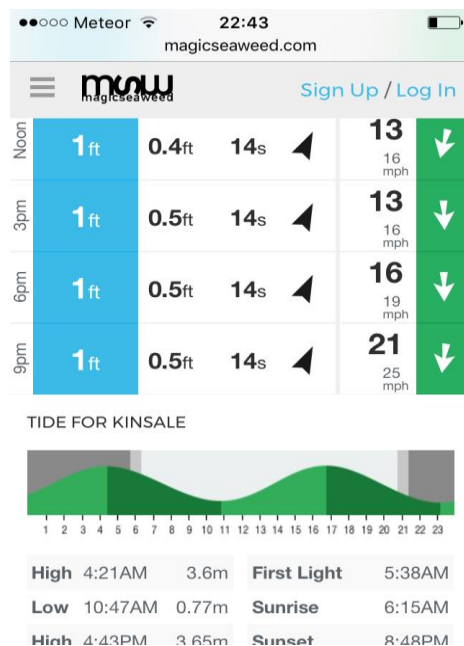 Meteor 22:43
magicseaweed.com
msw
magicseaweed
Sign Up / Log In
Noon 1ft 0.4ft 14s 13 16 mph
3pm 1ft 0.5ft 14s 13 16 mph
6pm 1ft 0.5ft 14s 16 19 mph
9pm 1ft 0.5ft 14s 21 25 mph
TIDE FOR KINSALE
1 2 3 4 5 6 7 8 9 10 11 12 13 14 15 16 17 18 19 20 21 22 23
High 4:21AM 3.6m First Light 5:38AM
Low 10:47AM 0.77m Sunrise 6:15AM
High 4:43PM 3.65m Sunset 8:48PM